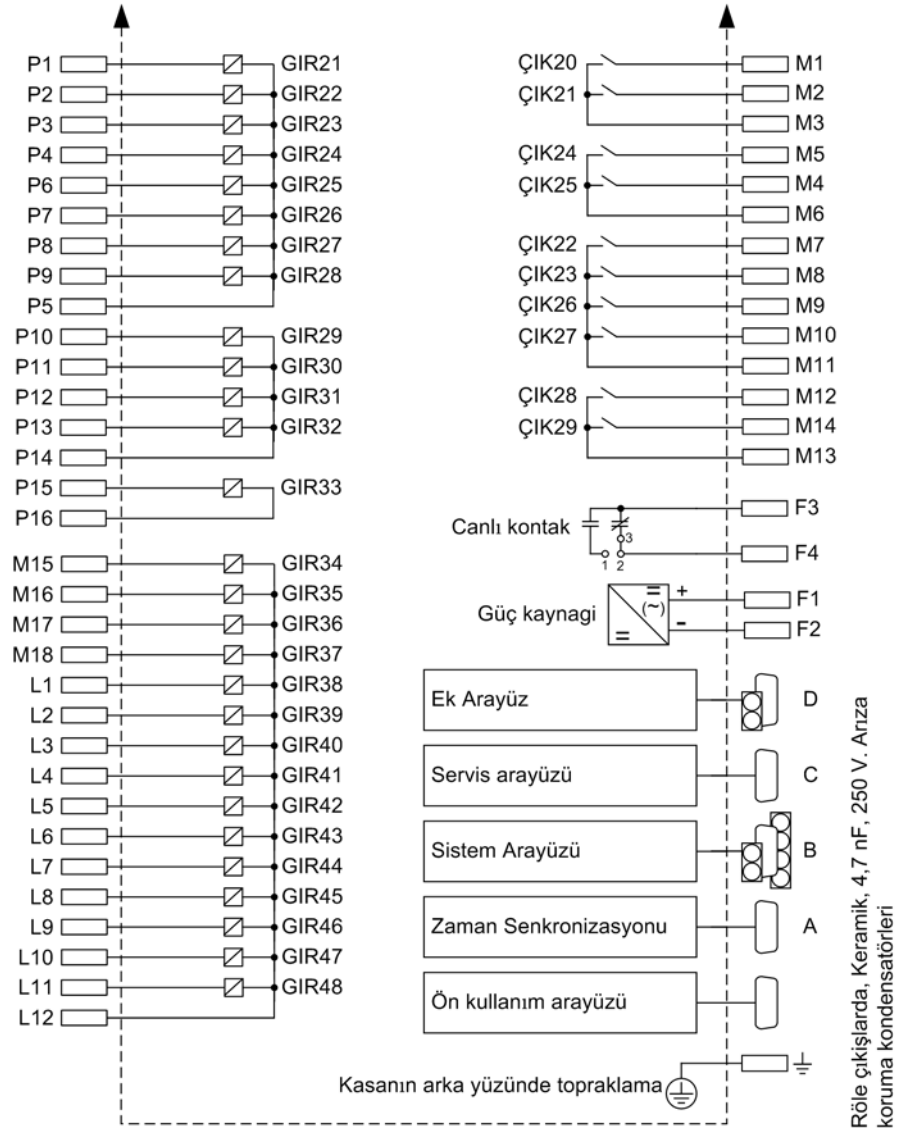 P1 GIR21
P2 GIR22
P3 GIR23
P4 GIR24
P6 GIR25
P7 GIR26
P8 GIR27
P9 GIR28
P5
P10 GIR29
P11 GIR30
P12 GIR31
P13 GIR32
P14
P15 GIR33
P16
M15 GIR34
M16 GIR35
M17 GIR36
M18 GIR37
L1 GIR38
L2 GIR39
L3 GIR40
L4 GIR41
L5 GIR42
L6 GIR43
L7 GIR44
L8 GIR45
L9 GIR46
L10 GIR47
L11 GIR48
L12
ÇIK20 M1
ÇIK21 M2
M3
ÇIK24 M5
ÇIK25 M4
M6
ÇIK22 M7
ÇIK23 M8
ÇIK26 M9
ÇIK27 M10
M11
ÇIK28 M12
ÇIK29 M14
M13
F3
Canlı kontak 3
1 2 F4
Güç kaynagi = (~) + F1
= - F2
Ek Arayüz D
Servis arayüzü C
Sistem Arayüzü B
Zaman Senkronizasyonu A
Ön kullanım arayüzü
Kasanın arka yüzünde topraklama
Röle çıkişlarda, Keramik, 4,7 nF, 250 V. Arıza
koruma kondensatörleri